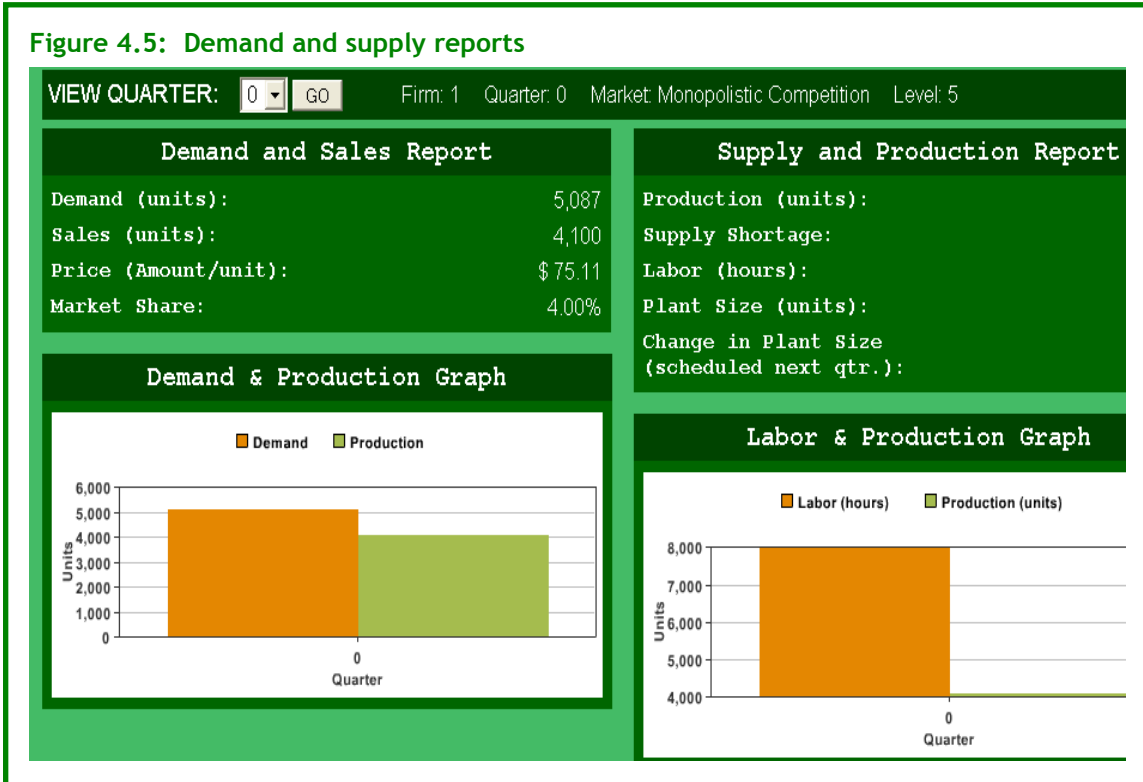 Figure 4.5: Demand and supply reports
VIEW QUARTER: 0 GO Firm: 1 Quarter: 0 Market: Monopolistic Competition Level: 5
Demand and Sales Report
Demand (units): 5,087
Sales (units): 4,100
Price (Amount/unit): $ 75.11
Market Share: 4.00%
Demand & Production Graph
Demand Production
6,000
5,000
4,000
3,000
2,000
1,000
0
Units
0
Quarter
Supply and Production Report
Production (units):
Supply Shortage:
Labor (hours):
Plant Size (units):
Change in Plant Size
(scheduled next qtr.):
Labor & Production Graph
Labor (hours) Production (units)
8,000
7,000
6,000
5,000
4,000
Units
0
Quarter